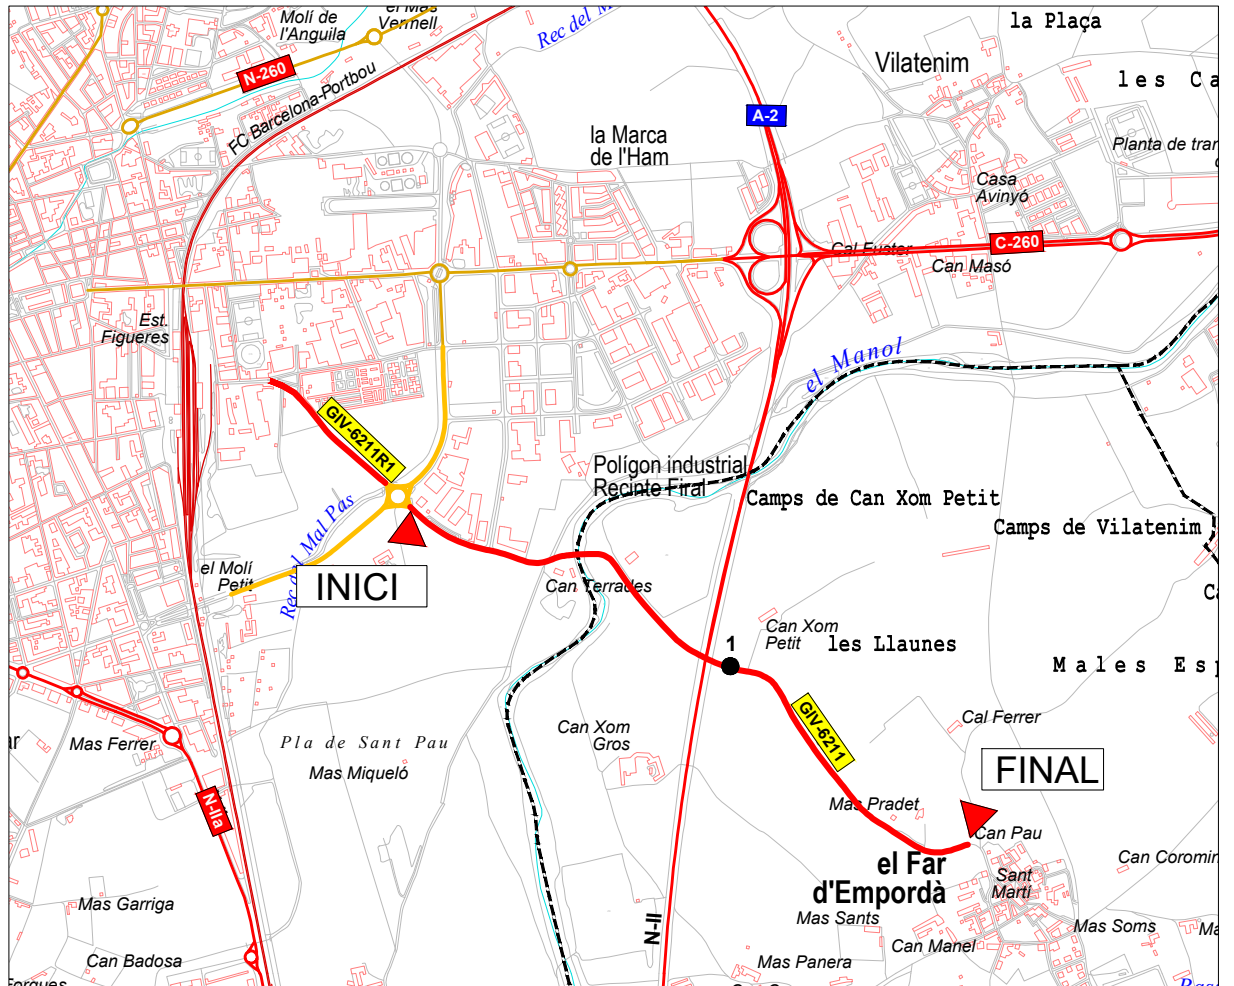 el Mas
Vermell
Molí de
l'Anguila
Rec del M
la Plaça
Vilatenim
les Ca
N-260
FC Barcelona-Portbou
A-2
la Marca
de l'Ham
Planta de tran
Casa
Avinyó
C-260
Cal Fuster
Can Masó
Est.
Figueres
el Manol
GIV-6211R1
Polígon industrial
Recinte Firal
Camps de Can Xom Petit
Camps de Vilatenim
Rec del Mal Pas
el Molí
Petit
INICI
Can Terrades
Ca
Can Xom
Petit
1
les Llaunes
Males Esp
GIV-6211
Cal Ferrer
Can Xom
Gros
Mas Ferrer
Pla de Sant Pau
Mas Miqueló
FINAL
N-IIa
Mas Pradet
Can Pau
Can Coromin
el Far
d'Empordà
Sant
Martí
Mas Garriga
Mas Sants
Mas Soms
Ma
N-II
Can Manel
Can Badosa
Mas Panera